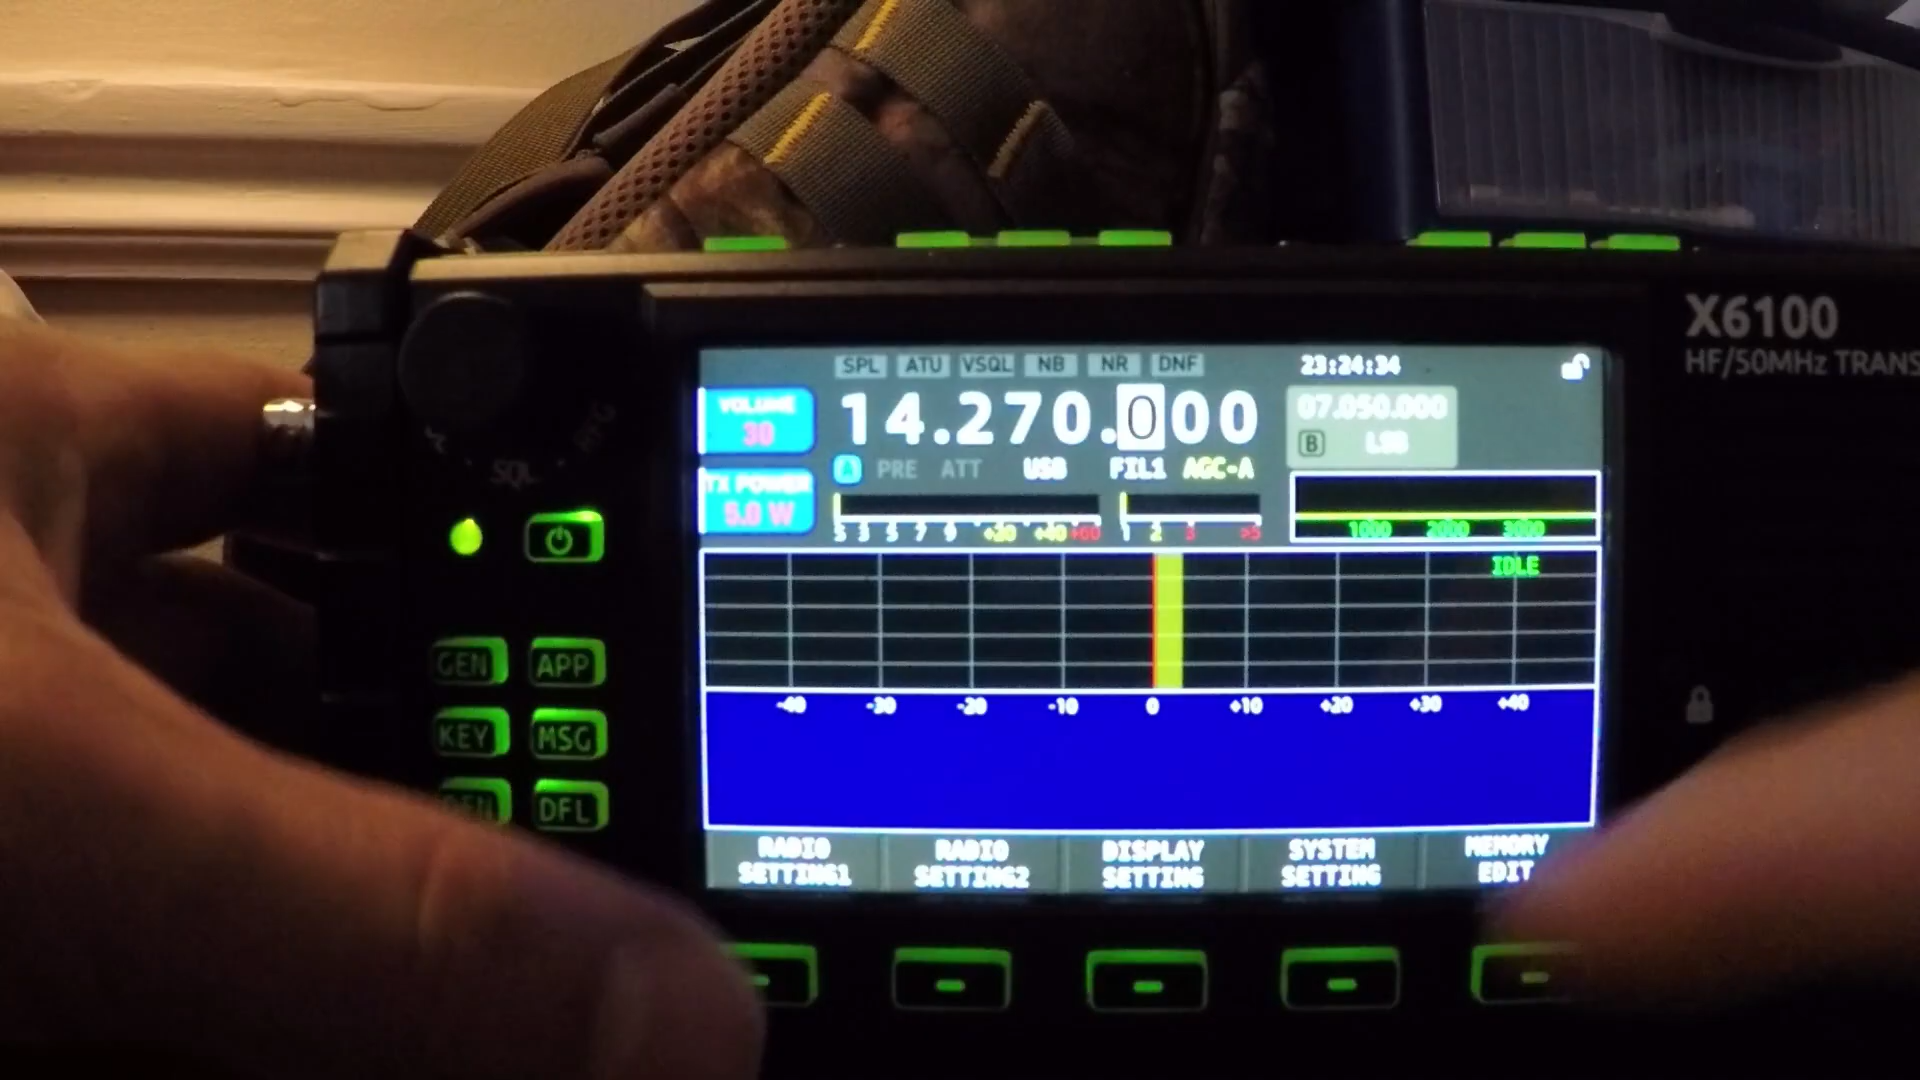 X6100
HF/50MHz TRANS
SPL ATU VSQL NB NR DNF 23:24:34
VOLUME
30
14.270.000
07.050.000
B LSB
A PRE ATT USB FIL1 AGC-A
TX POWER
5.0 W
S 3 5 7 9 +20 +40 +60 1 2 3 >5
1000 2000 3000
IDLE
SQL
RFG
GEN APP
KEY MSG
DFL
-40 -30 -20 -10 0 +10 +20 +30 +40
RADIO SETTING1
RADIO SETTING2
DISPLAY SETTING
SYSTEM SETTING
MEMORY EDIT